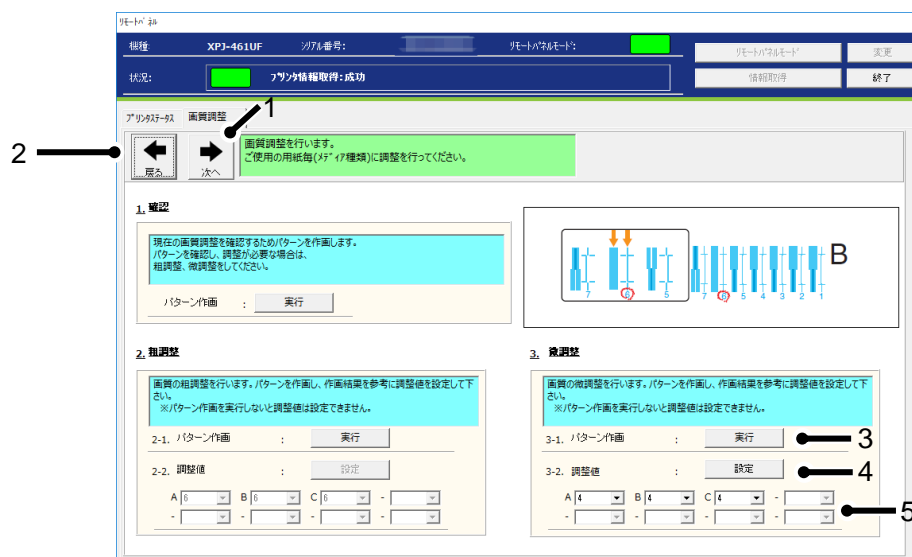 リモートパネル
機種: XPJ-461UF シリアル番号: リモートパネルモード: リモートパネルモード 変更
状況: プリンタ情報取得:成功 情報取得 終了
プリンタステータス 画質調整
1
2
戻る 次へ
画質調整を行います。
ご使用の用紙毎(メディア種類)に調整を行ってください。
1. 確認
現在の画質調整を確認するためパターンを作画します。
パターンを確認し、調整が必要な場合は、
粗調整、微調整をしてください。
パターン作画 : 実行
B
7 6 5 7 6 5 4 3 2 1
2. 粗調整
画質の粗調整を行います。パターンを作画し、作画結果を参考に調整値を設定して下
さい。
※パターン作画を実行しないと調整値は設定できません。
2-1. パターン作画 : 実行
2-2. 調整値 : 設定
A 6 B 6 C 6 -
- - - -
3. 微調整
画質の微調整を行います。パターンを作画し、作画結果を参考に調整値を設定して下
さい。
※パターン作画を実行しないと調整値は設定できません。
3-1. パターン作画 : 実行 3
3-2. 調整値 : 設定 4
A 4 B 4 C 4 -
- - - - 5